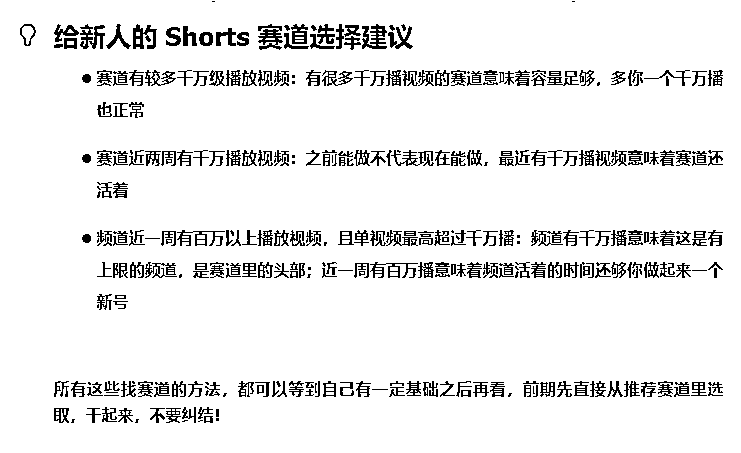 给新人的 Shorts 赛道选择建议
● 赛道有较多千万级播放视频：有很多千万播视频的赛道意味着容量足够，多你一个千万播
也正常
● 赛道近两周有千万播放视频：之前能做不代表现在能做，最近有千万播视频意味着赛道还
活着
● 频道近一周有百万以上播放视频，且单视频最高超过千万播：频道有千万播意味着这是有
上限的频道，是赛道里的头部；近一周有百万播意味着频道活着的时间还够你做起来一个
新号
所有这些找赛道的方法，都可以等到自己有一定基础之后再看，前期先直接从推荐赛道里选
取，干起来，不要纠结！